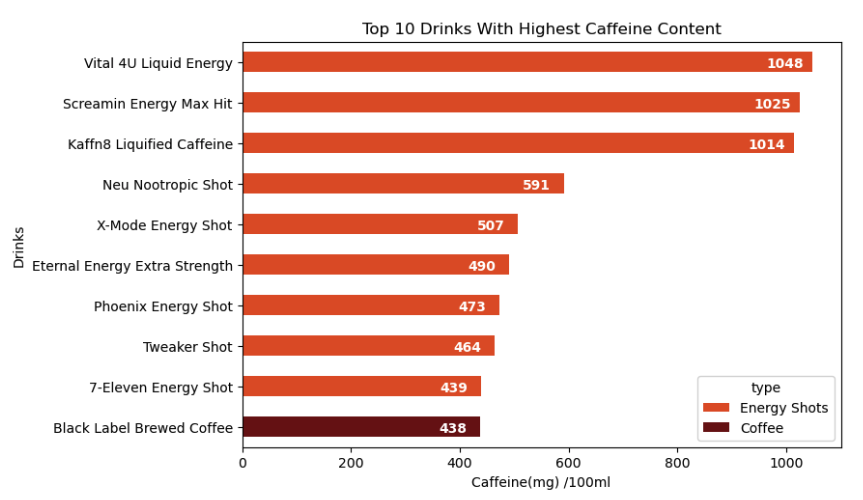 Top 10 Drinks With Highest Caffeine Content
Drinks
Vital 4U Liquid Energy 1048
Screamin Energy Max Hit 1025
Kaffn8 Liquified Caffeine 1014
Neu Nootropic Shot 591
X-Mode Energy Shot 507
Eternal Energy Extra Strength 490
Phoenix Energy Shot 473
Tweaker Shot 464
7-Eleven Energy Shot 439
Black Label Brewed Coffee 438
type
Energy Shots
Coffee
0 200 400 600 800 1000
Caffeine(mg) /100ml